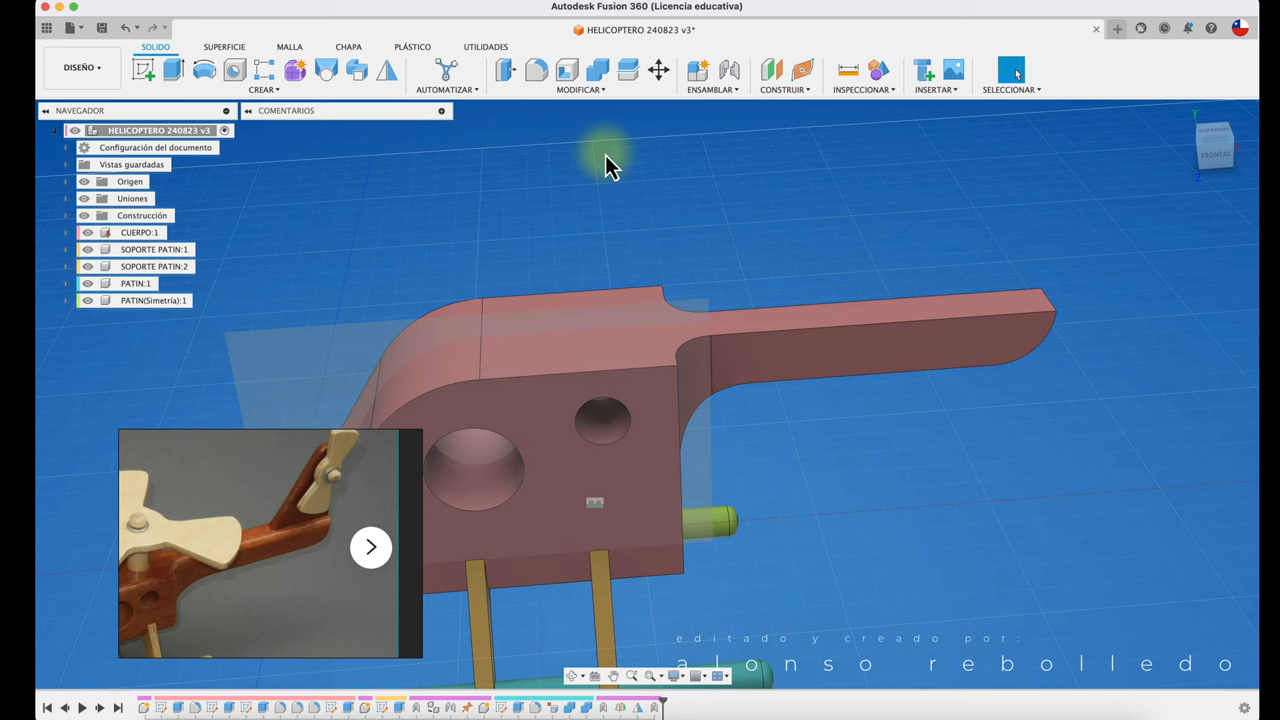 Autodesk Fusion 360 (Licencia educativa)
HELICOPTERO 240823 v3*
SOLIDO SUPERFICIE MALLA CHAPA PLÁSTICO UTILIDADES
DISEÑO
CREAR AUTOMATIZAR MODIFICAR ENSAMBLAR CONSTRUIR INSPECCIONAR INSERTAR SELECCIONAR
NAVEGADOR COMENTARIOS
HELICOPTERO 240823 v3
Configuración del documento
Vistas guardadas
Origen
Uniones
Construcción
CUERPO:1
SOPORTE PATIN:1
SOPORTE PATIN:2
PATIN:1
PATIN(Simetría):1
Y
FRONTAL
Z
editado y creado por:
alonso rebolledo